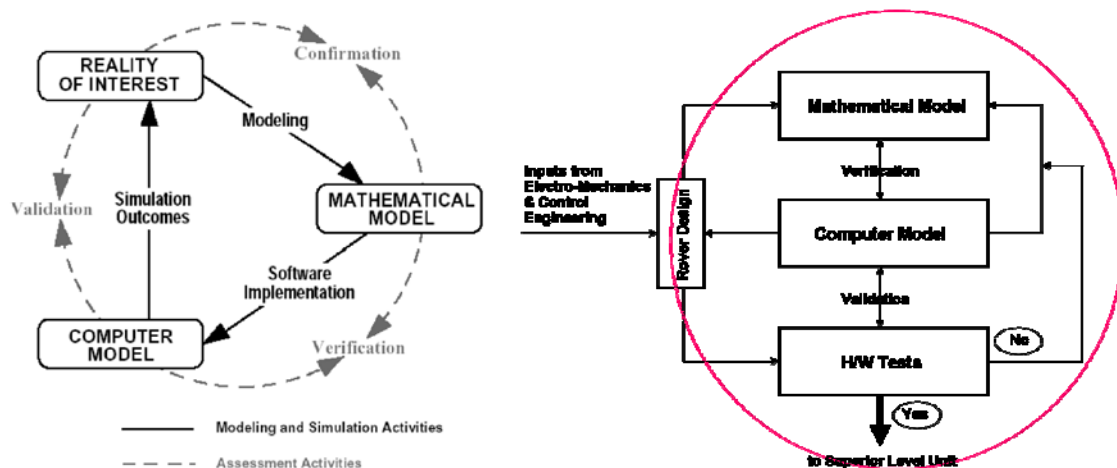 Confirmation
REALITY
OF INTEREST
Modeling
Validation
Simulation
Outcomes
MATHEMATICAL
MODEL
Software
Implementation
COMPUTER
MODEL
Verification
Modeling and Simulation Activities
Assessment Activities
Mathematical Model
Inputs from
Electro-Mechanics
& Control
Engineering
Verification
Rover Design
Computer Model
Validation
H/W Tests
No
Yes
to Superior Level Unit